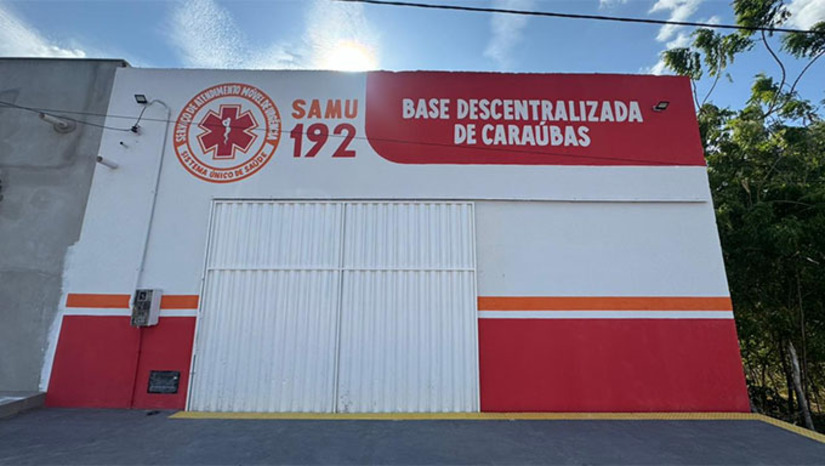 SERVIÇO DE ATENDIMENTO MÓVEL DE URGÊNCIA
SISTEMA ÚNICO DE SAÚDE
SAMU
192
BASE DESCENTRALIZADA
DE CARAÚBAS